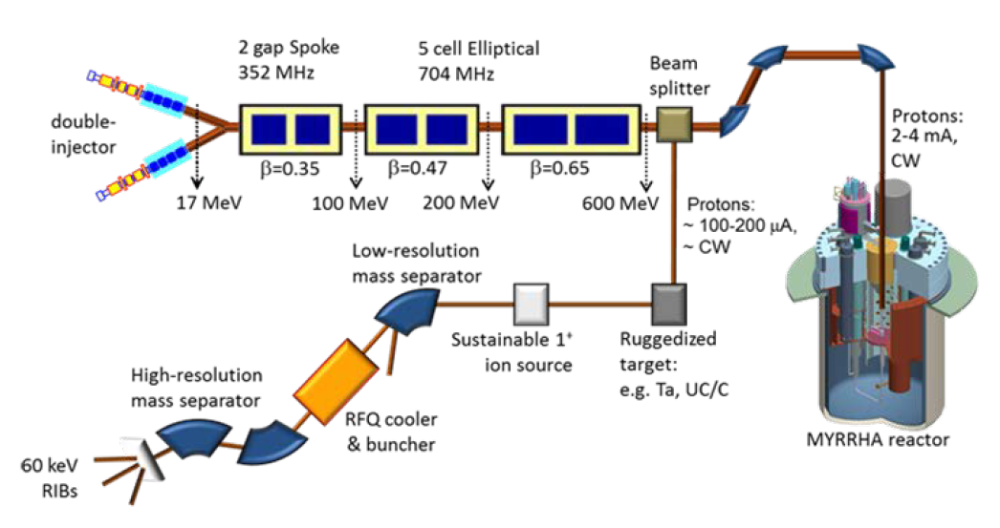 2 gap Spoke
352 MHz
5 cell Elliptical
704 MHz
Beam
splitter
double-
injector
Protons:
2-4 mA,
CW
β=0.35
β=0.47
β=0.65
17 MeV
100 MeV
200 MeV
600 MeV
Protons:
~ 100-200 µA,
~ CW
Low-resolution
mass separator
Sustainable 1⁺
ion source
Ruggedized
target:
e.g. Ta, UC/C
High-resolution
mass separator
RFQ cooler
& buncher
MYRRHA reactor
60 keV
RIBs